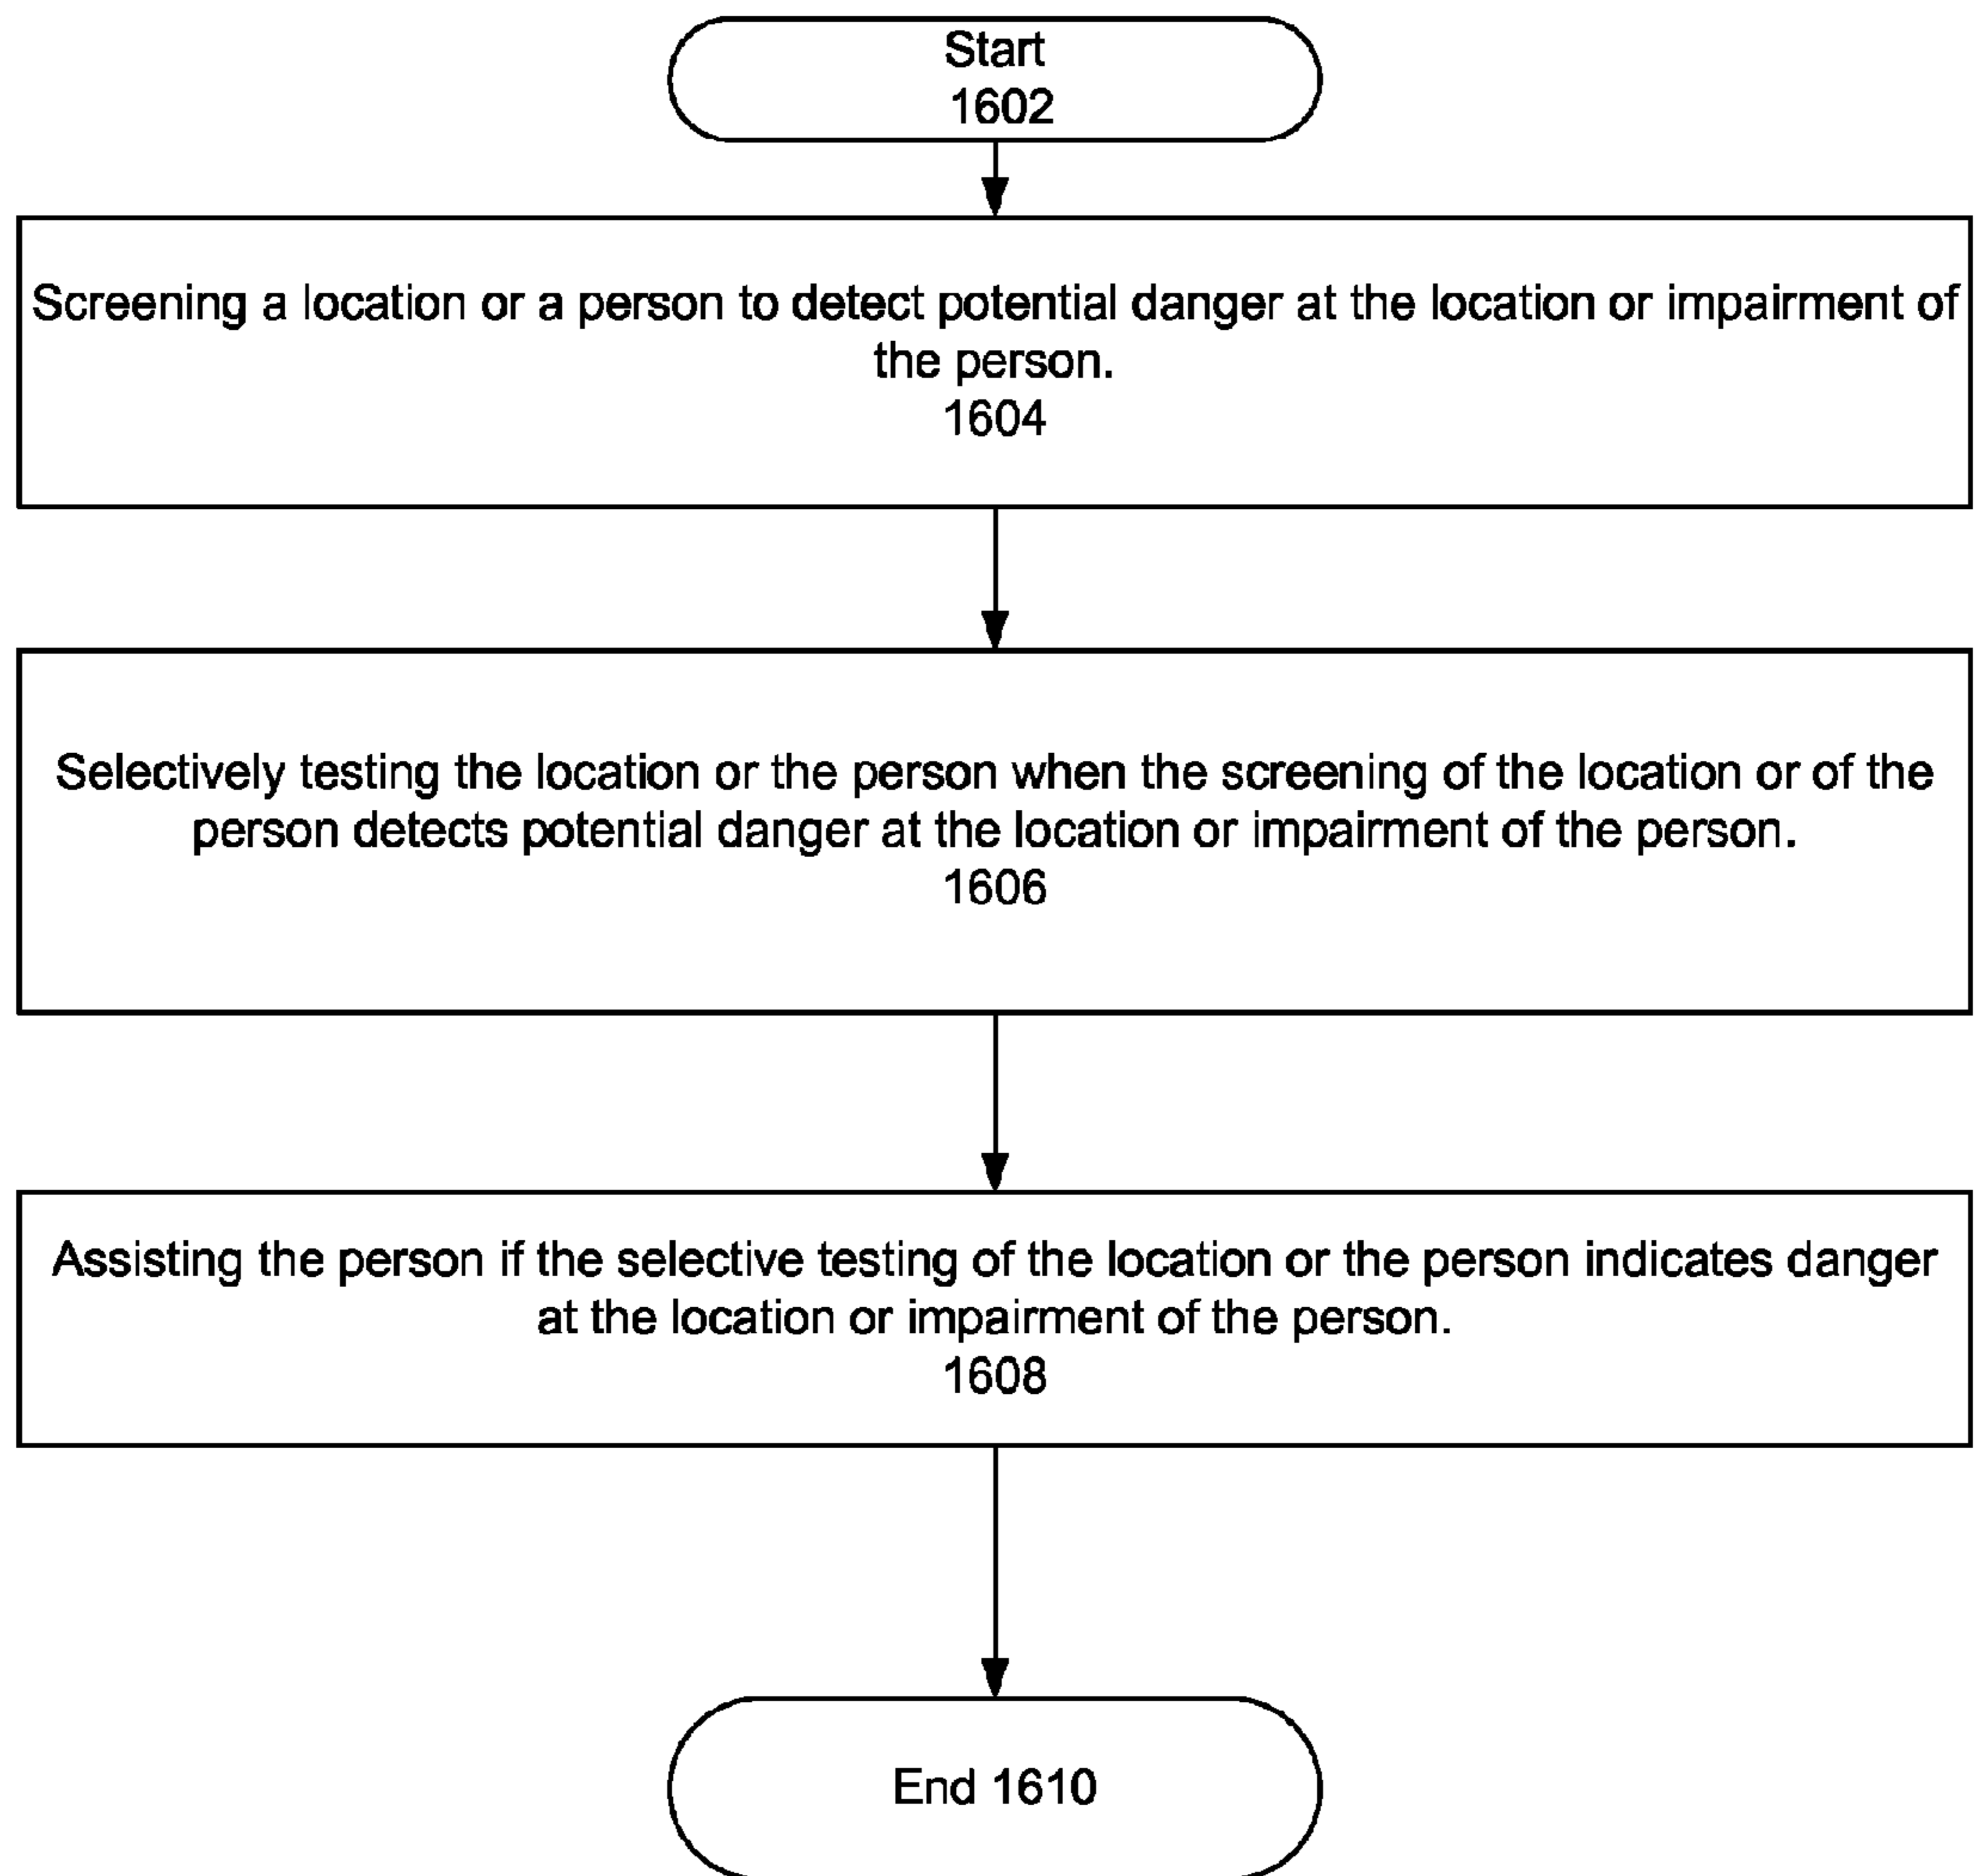 Start
1602
Screening a location or a person to detect potential danger at the location or impairment of
the person.
1604
Selectively testing the location or the person when the screening of the location or of the
person detects potential danger at the location or impairment of the person.
1606
Assisting the person if the selective testing of the location or the person indicates danger
at the location or impairment of the person.
1608
End 1610